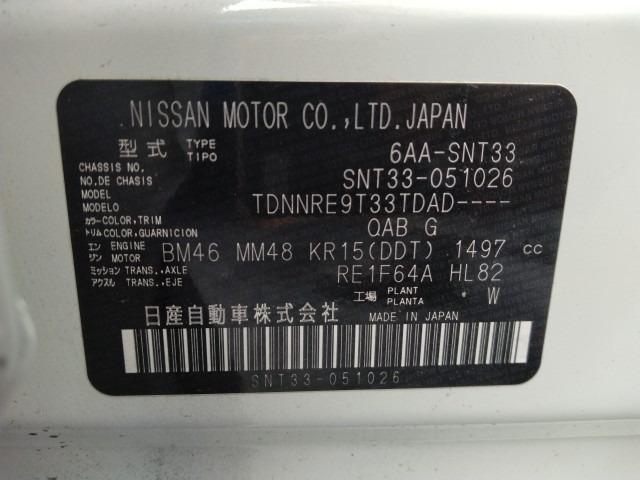 NISSAN MOTOR CO.,LTD.JAPAN
型式 TYPE TIPO 6AA-SNT33
CHASSIS NO. NO.DE CHASIS SNT33-051026
MODEL MODELO TDNNRE9T33TDAD----
カラー COLOR,TRIM トリム COLOR,GUARNICION QAB G
エンジン ENGINE MOTOR BM46 MM48 KR15(DDT) 1497 cc
ミッション TRANS.,AXLE アクスル TRANS.,EJE RE1F64A HL82
工場 PLANT PLANTA W
日産自動車株式会社 MADE IN JAPAN
SNT33-051026